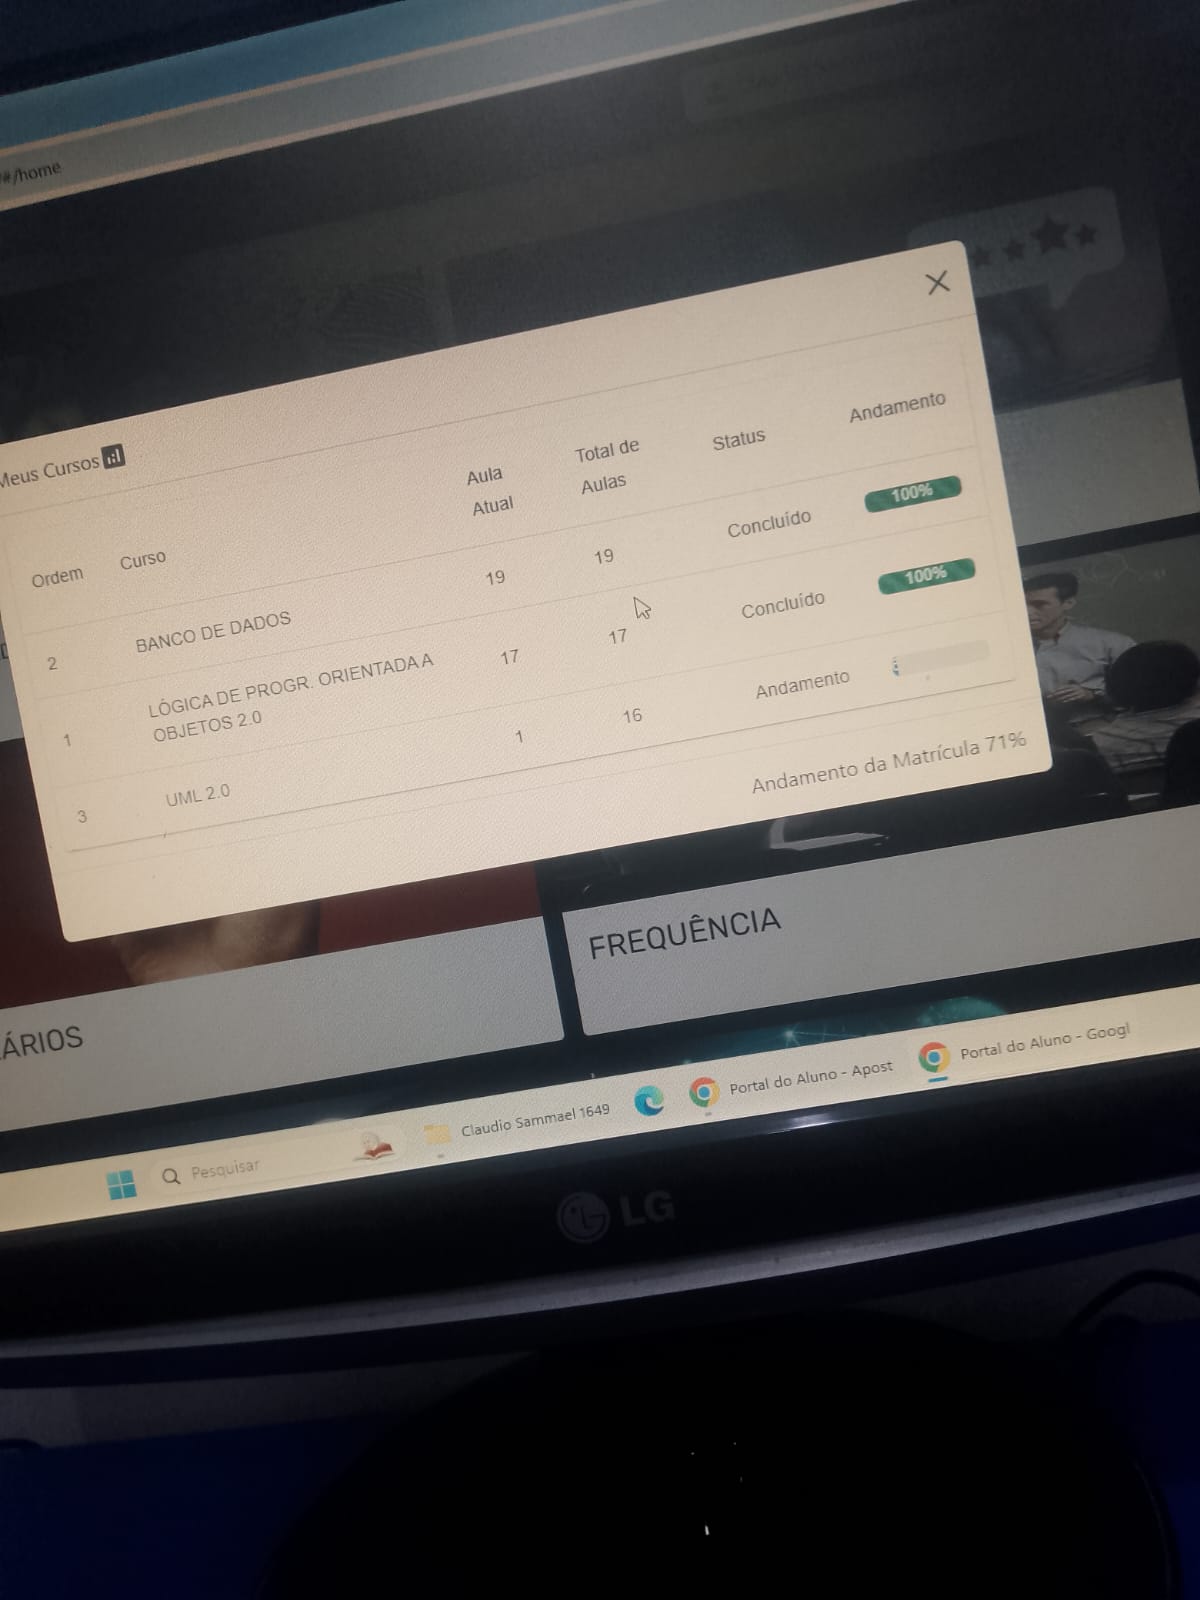 #/home
Meus Cursos
Ordem Curso Aula Atual Total de Aulas Status Andamento
2 BANCO DE DADOS 19 19 Concluído 100%
1 LÓGICA DE PROGR. ORIENTADA A OBJETOS 2.0 17 17 Concluído 100%
3 UML 2.0 1 16 Andamento
Andamento da Matrícula 71%
ÁRIOS
FREQUÊNCIA
Pesquisar Claudio Sammael 1649 Portal do Aluno - Apost Portal do Aluno - Googl
LG